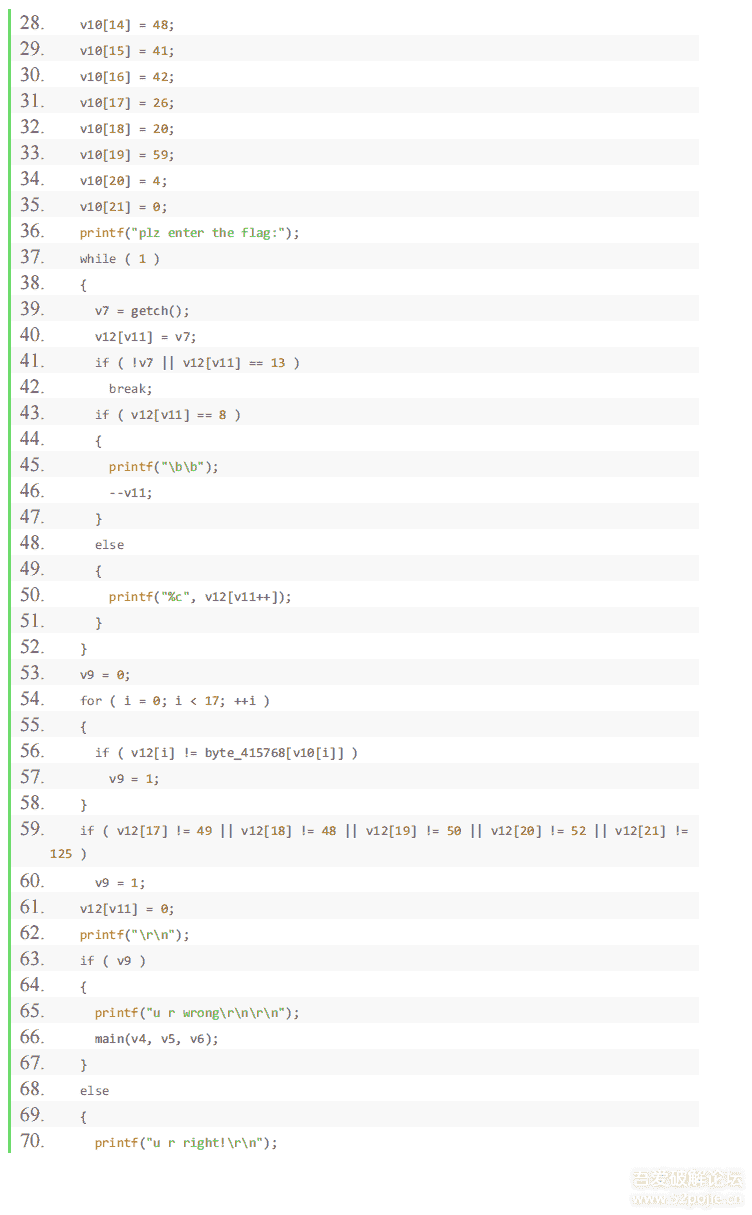 28. v10[14] = 48;
29. v10[15] = 41;
30. v10[16] = 42;
31. v10[17] = 26;
32. v10[18] = 20;
33. v10[19] = 59;
34. v10[20] = 4;
35. v10[21] = 0;
36. printf("plz enter the flag:");
37. while ( 1 )
38. {
39. v7 = getch();
40. v12[v11] = v7;
41. if ( !v7 || v12[v11] == 13 )
42. break;
43. if ( v12[v11] == 8 )
44. {
45. printf("\b\b");
46. --v11;
47. }
48. else
49. {
50. printf("%c", v12[v11++]);
51. }
52. }
53. v9 = 0;
54. for ( i = 0; i < 17; ++i )
55. {
56. if ( v12[i] != byte_415768[v10[i]] )
57. v9 = 1;
58. }
59. if ( v12[17] != 49 || v12[18] != 48 || v12[19] != 50 || v12[20] != 52 || v12[21] !=
125 )
60. v9 = 1;
61. v12[v11] = 0;
62. printf("\r\n");
63. if ( v9 )
64. {
65. printf("u r wrong\r\n\r\n");
66. main(v4, v5, v6);
67. }
68. else
69. {
70. printf("u r right!\r\n");
吾爱破解论坛
www.52pojie.cn